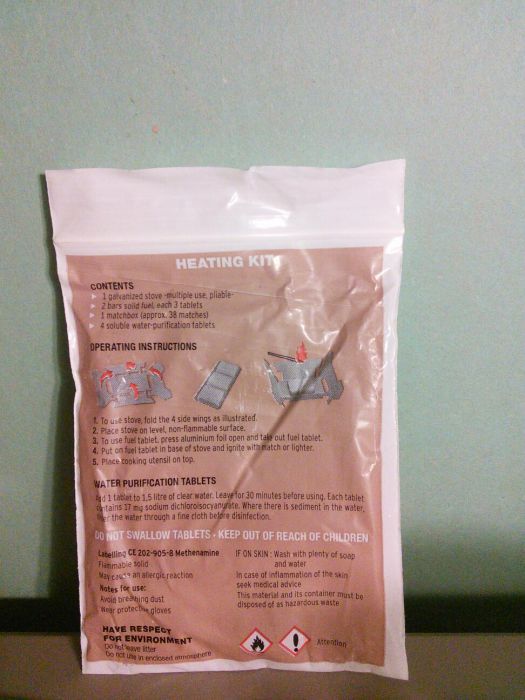 HEATING KIT
CONTENTS
1 galvanized stove -multiple use, pliable-
2 bars solid fuel, each 3 tablets
1 matchbox (approx. 38 matches)
4 soluble water-purification tablets
OPERATING INSTRUCTIONS
1. To use stove, fold the 4 side wings as illustrated.
2. Place stove on level, non-flammable surface.
3. To use fuel tablet, press aluminium foil open and take out fuel tablet.
4. Put on fuel tablet in base of stove and ignite with match or lighter.
5. Place cooking utensil on top.
WATER PURIFICATION TABLETS
Add 1 tablet to 1,5 litre of clear water. Leave for 30 minutes before using. Each tablet
contains 17 mg sodium dichloroisocyanurate. Where there is sediment in the water,
filter the water through a fine cloth before disinfection.
DO NOT SWALLOW TABLETS - KEEP OUT OF REACH OF CHILDREN
Labelling CE 202-905-8 Methenamine
Flammable solid
May cause an allergic reaction
Notes for use:
Avoid breathing dust
Wear protective gloves
IF ON SKIN : Wash with plenty of soap
and water
In case of inflammation of the skin
seek medical advice
This material and its container must be
disposed of as hazardous waste
HAVE RESPECT
FOR ENVIRONMENT
Do not leave litter
Do not use in enclosed atmosphere
Attention